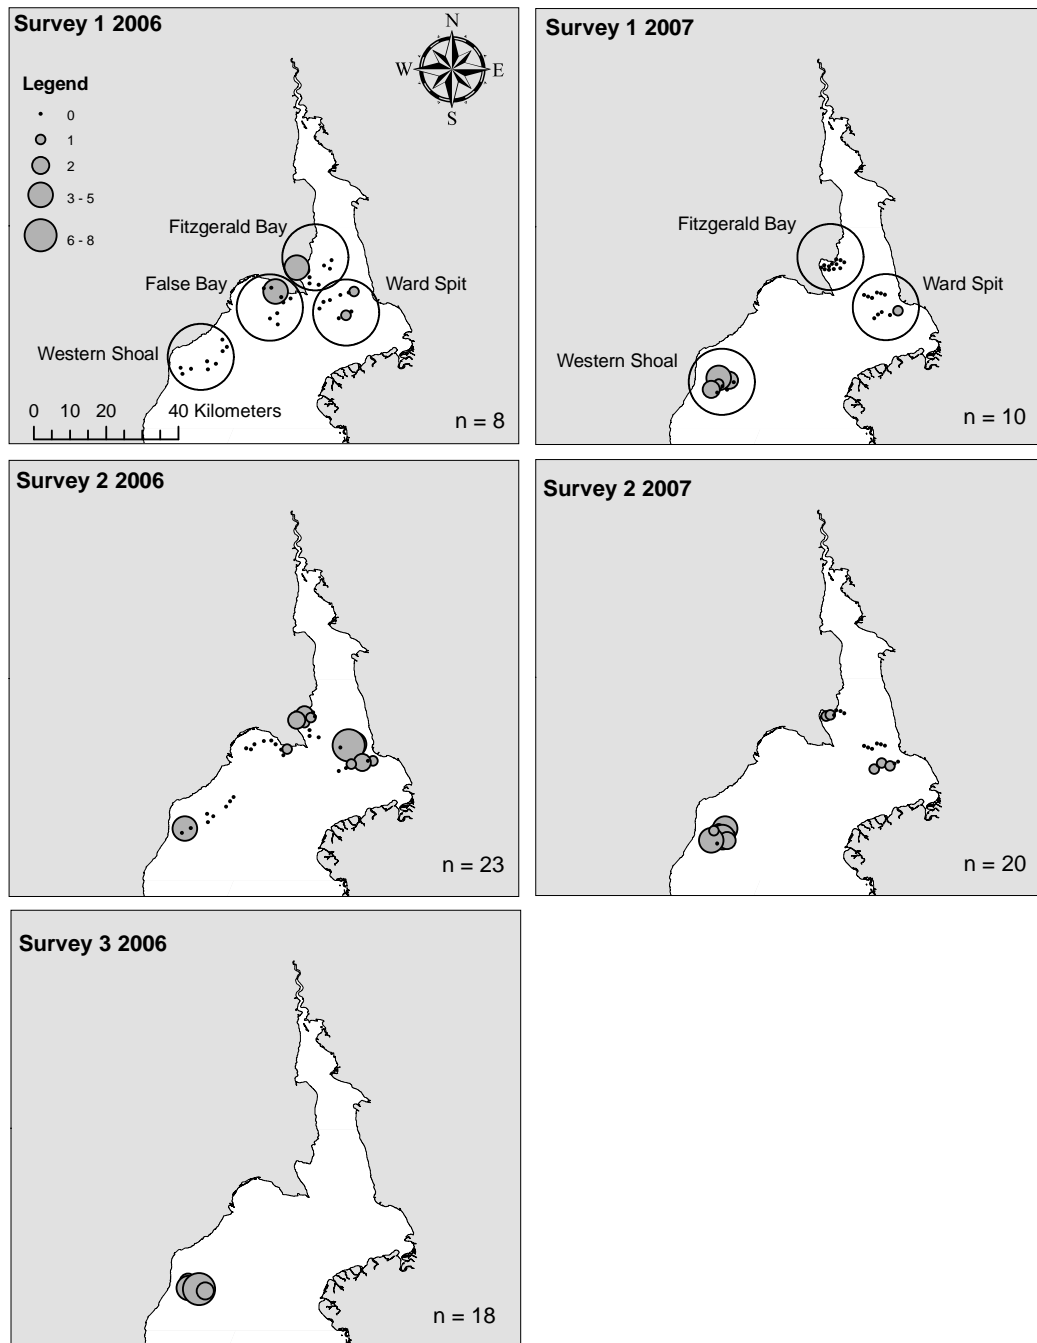 Survey 1 2006
N
W E
S
Legend
0
1
2
3 - 5
6 - 8
Fitzgerald Bay
False Bay
Ward Spit
Western Shoal
0 10 20 40 Kilometers
n = 8
Survey 1 2007
Fitzgerald Bay
Ward Spit
Western Shoal
n = 10
Survey 2 2006
n = 23
Survey 2 2007
n = 20
Survey 3 2006
n = 18